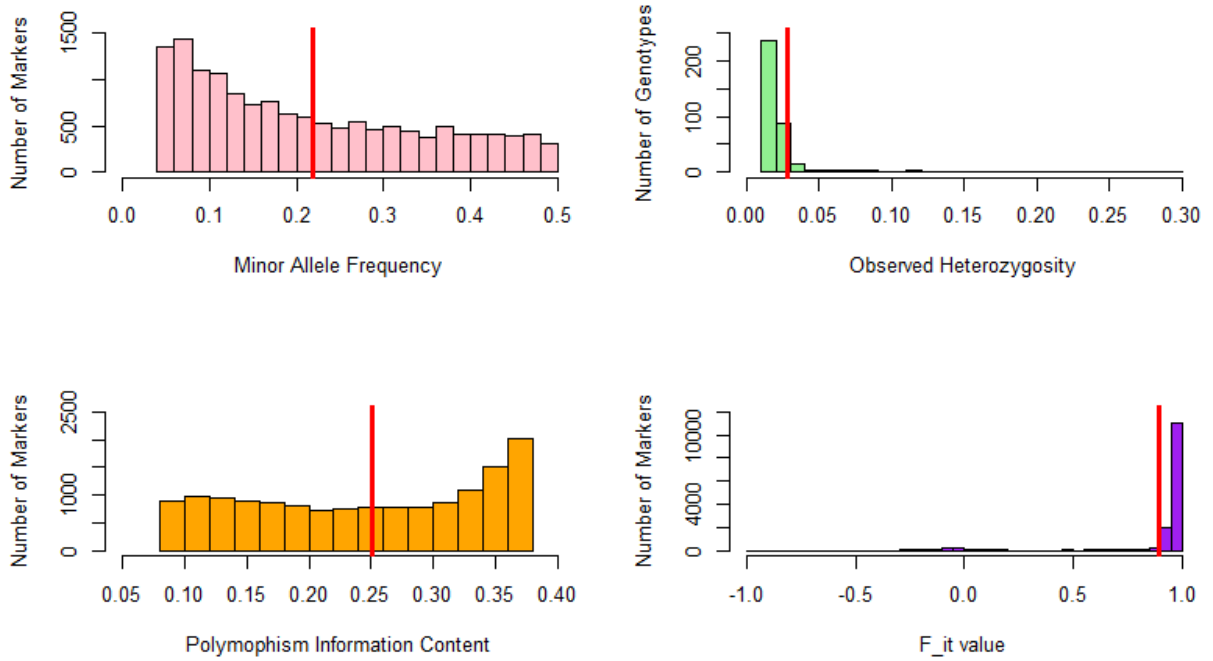 Number of Markers
1500
500
0
0.0 0.1 0.2 0.3 0.4 0.5
Minor Allele Frequency
Number of Genotypes
200
100
0
0.00 0.05 0.10 0.15 0.20 0.25 0.30
Observed Heterozygosity
Number of Markers
2500
1000
0
0.05 0.10 0.15 0.20 0.25 0.30 0.35 0.40
Polymophism Information Content
Number of Markers
10000
4000
0
-1.0 -0.5 0.0 0.5 1.0
F_it value